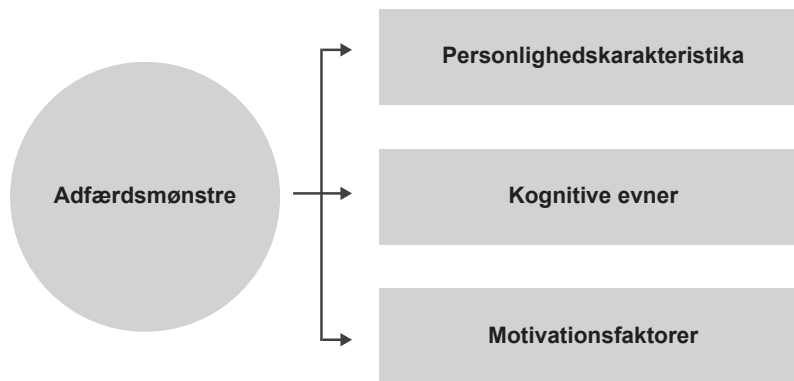 Personlighedskarakteristika
Adfærdsmønstre
Kognitive evner
Motivationsfaktorer